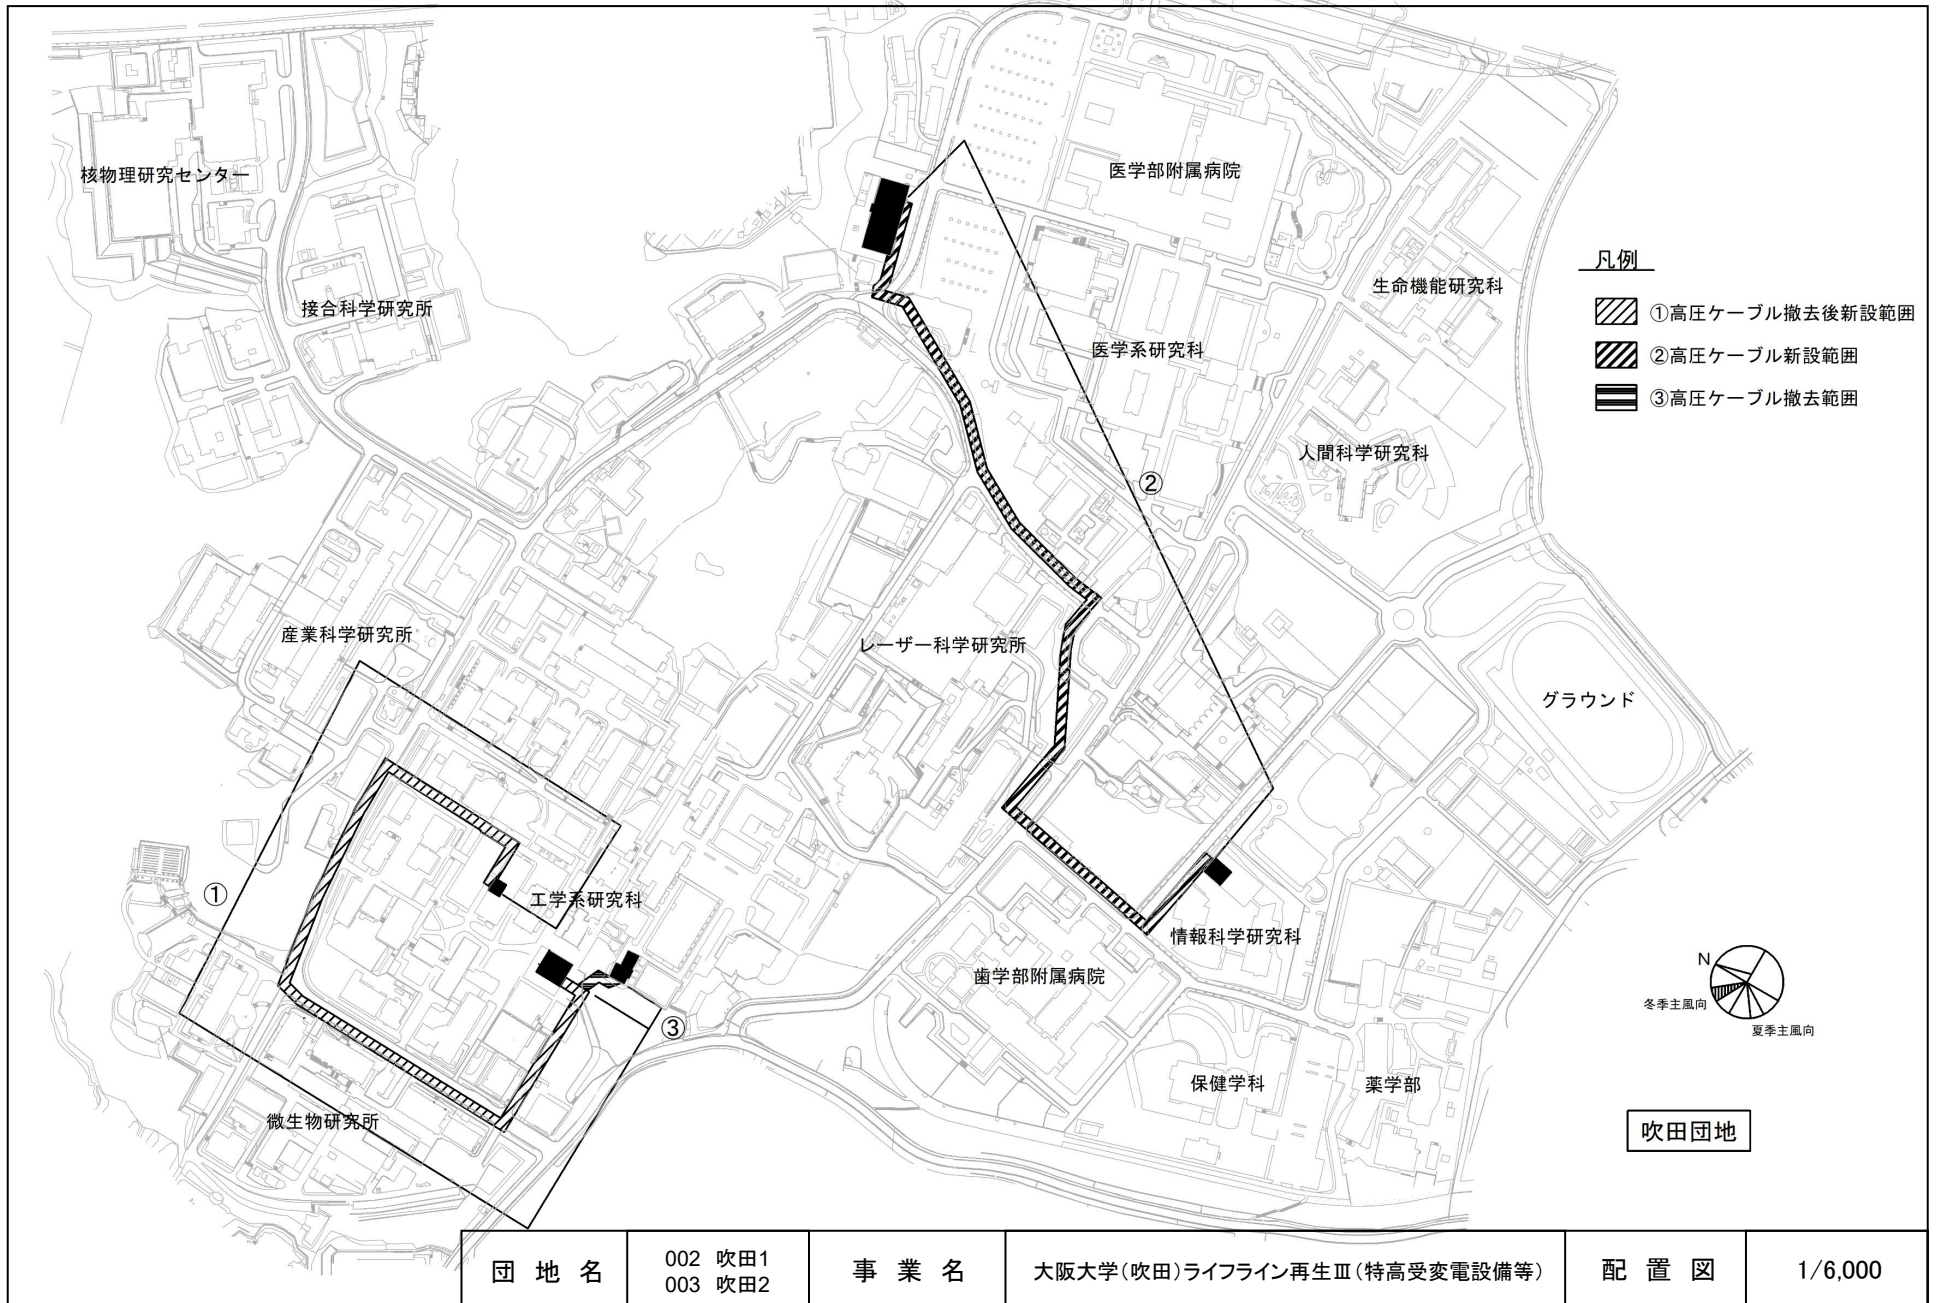 核物理研究センター
医学部附属病院
接合科学研究所
生命機能研究科
医学系研究科
人間科学研究科
凡例
①高圧ケーブル撤去後新設範囲
②高圧ケーブル新設範囲
③高圧ケーブル撤去範囲
②
産業科学研究所
レーザー科学研究所
グラウンド
①
工学系研究科
情報科学研究科
歯学部附属病院
③
N
冬季主風向
夏季主風向
保健学科
薬学部
微生物研究所
吹田団地
団地名
002 吹田1
003 吹田2
事業名
大阪大学(吹田)ライフライン再生Ⅲ(特高受変電設備等)
配置図
1/6,000